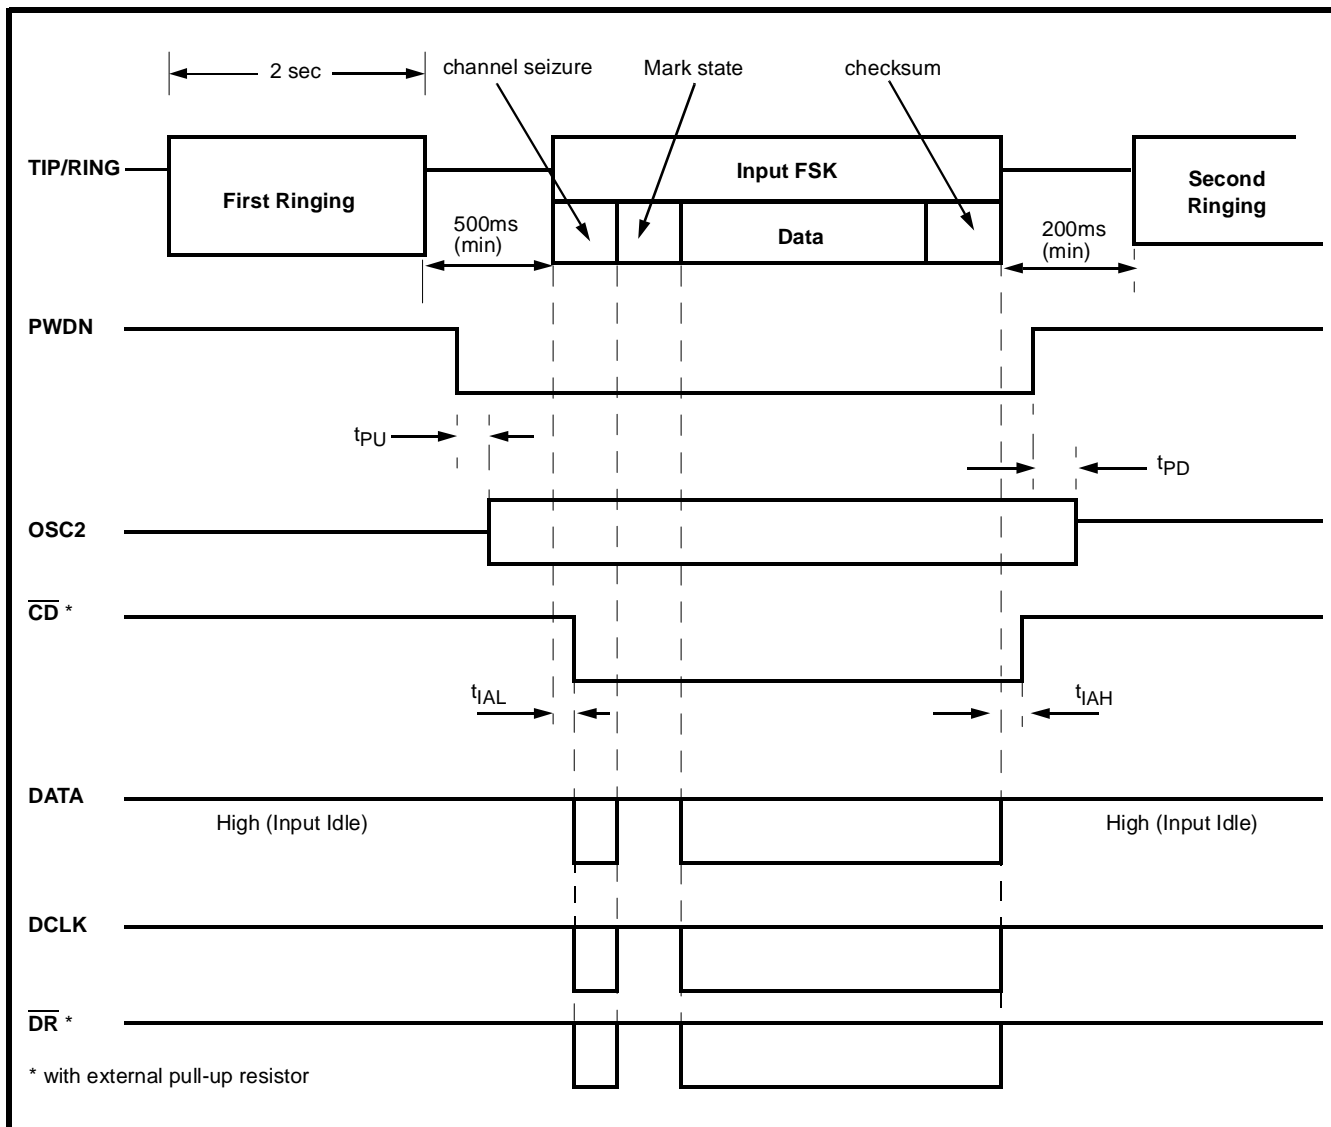 2 sec
channel seizure
Mark state
checksum
TIP/RING
First Ringing
500ms
(min)
Input FSK
Data
200ms
(min)
Second
Ringing
PWDN
tPU
tPD
OSC2
CD *
tIAL
tIAH
DATA
High (Input Idle)
High (Input Idle)
DCLK
DR *
* with external pull-up resistor